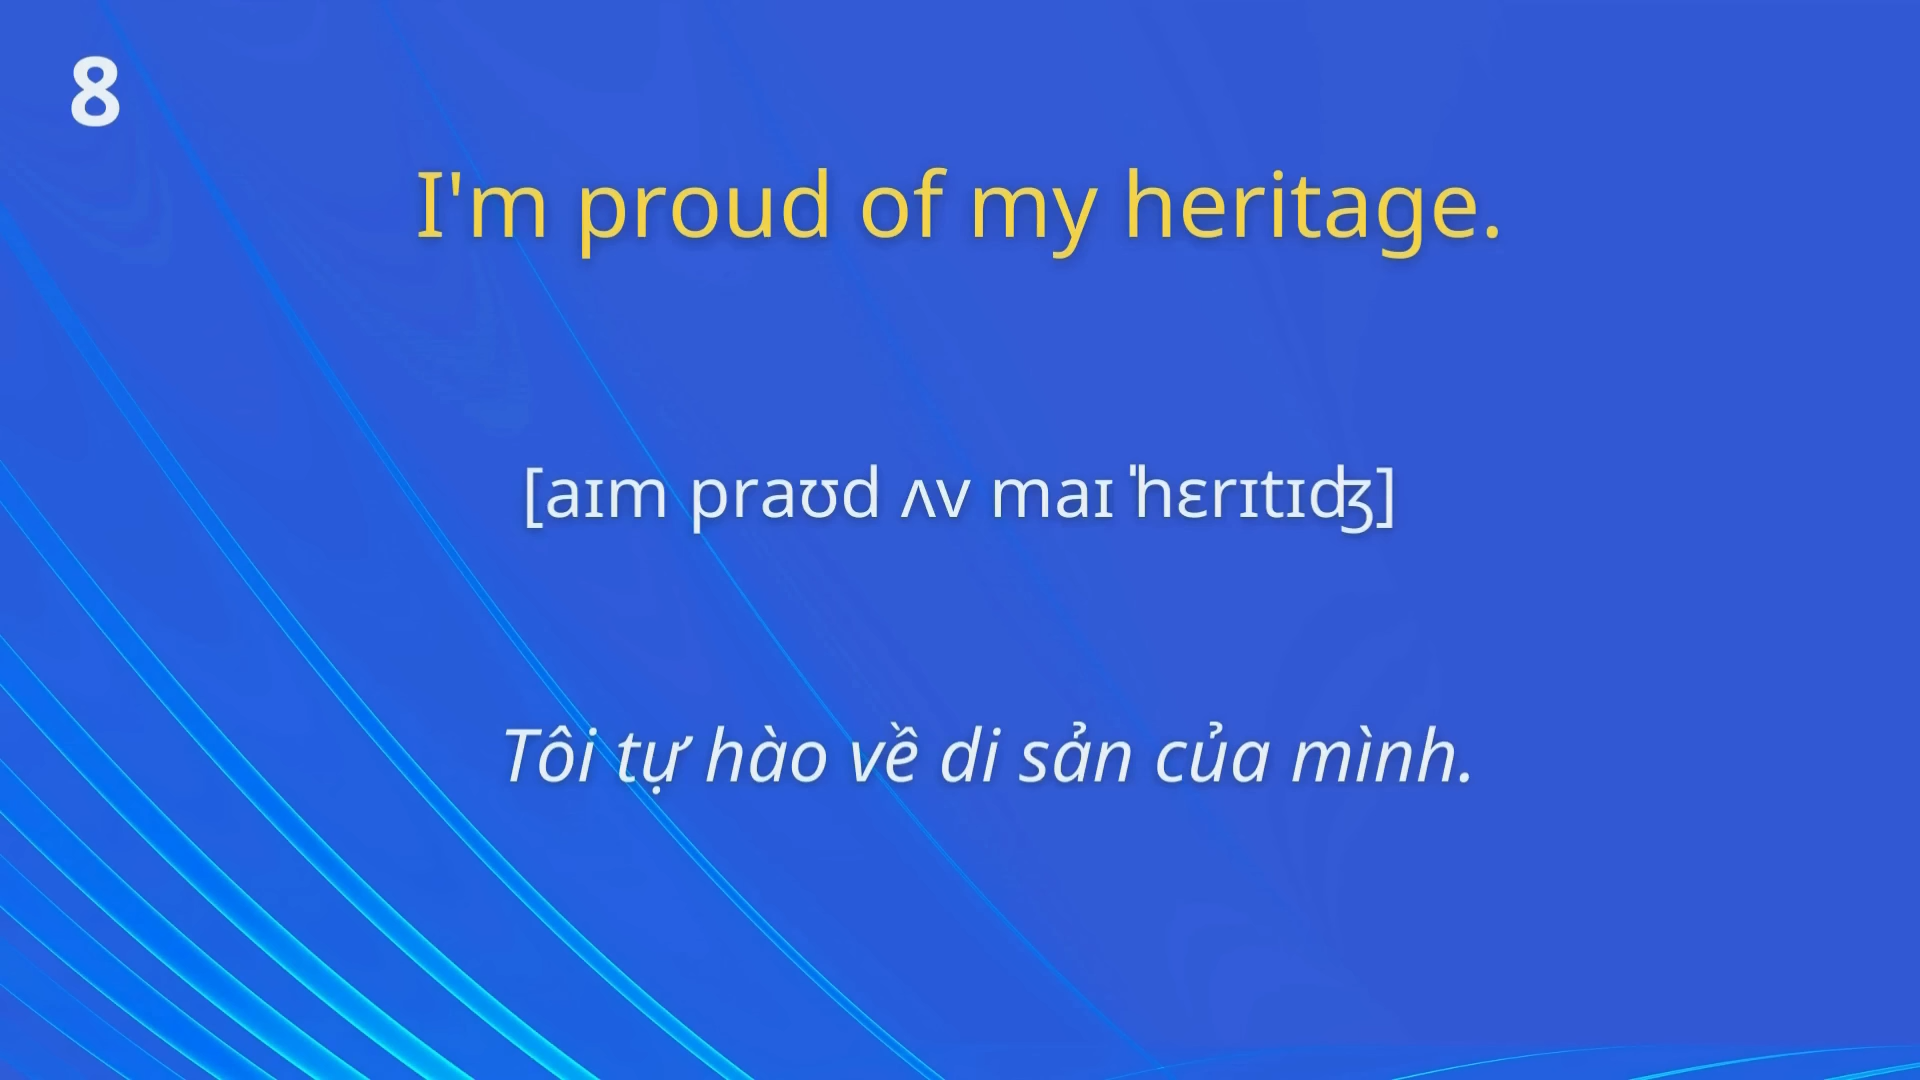 8
I'm proud of my heritage.
[aɪm praʊd ʌv maɪ ˈhɛrɪtɪʤ]
Tôi tự hào về di sản của mình.